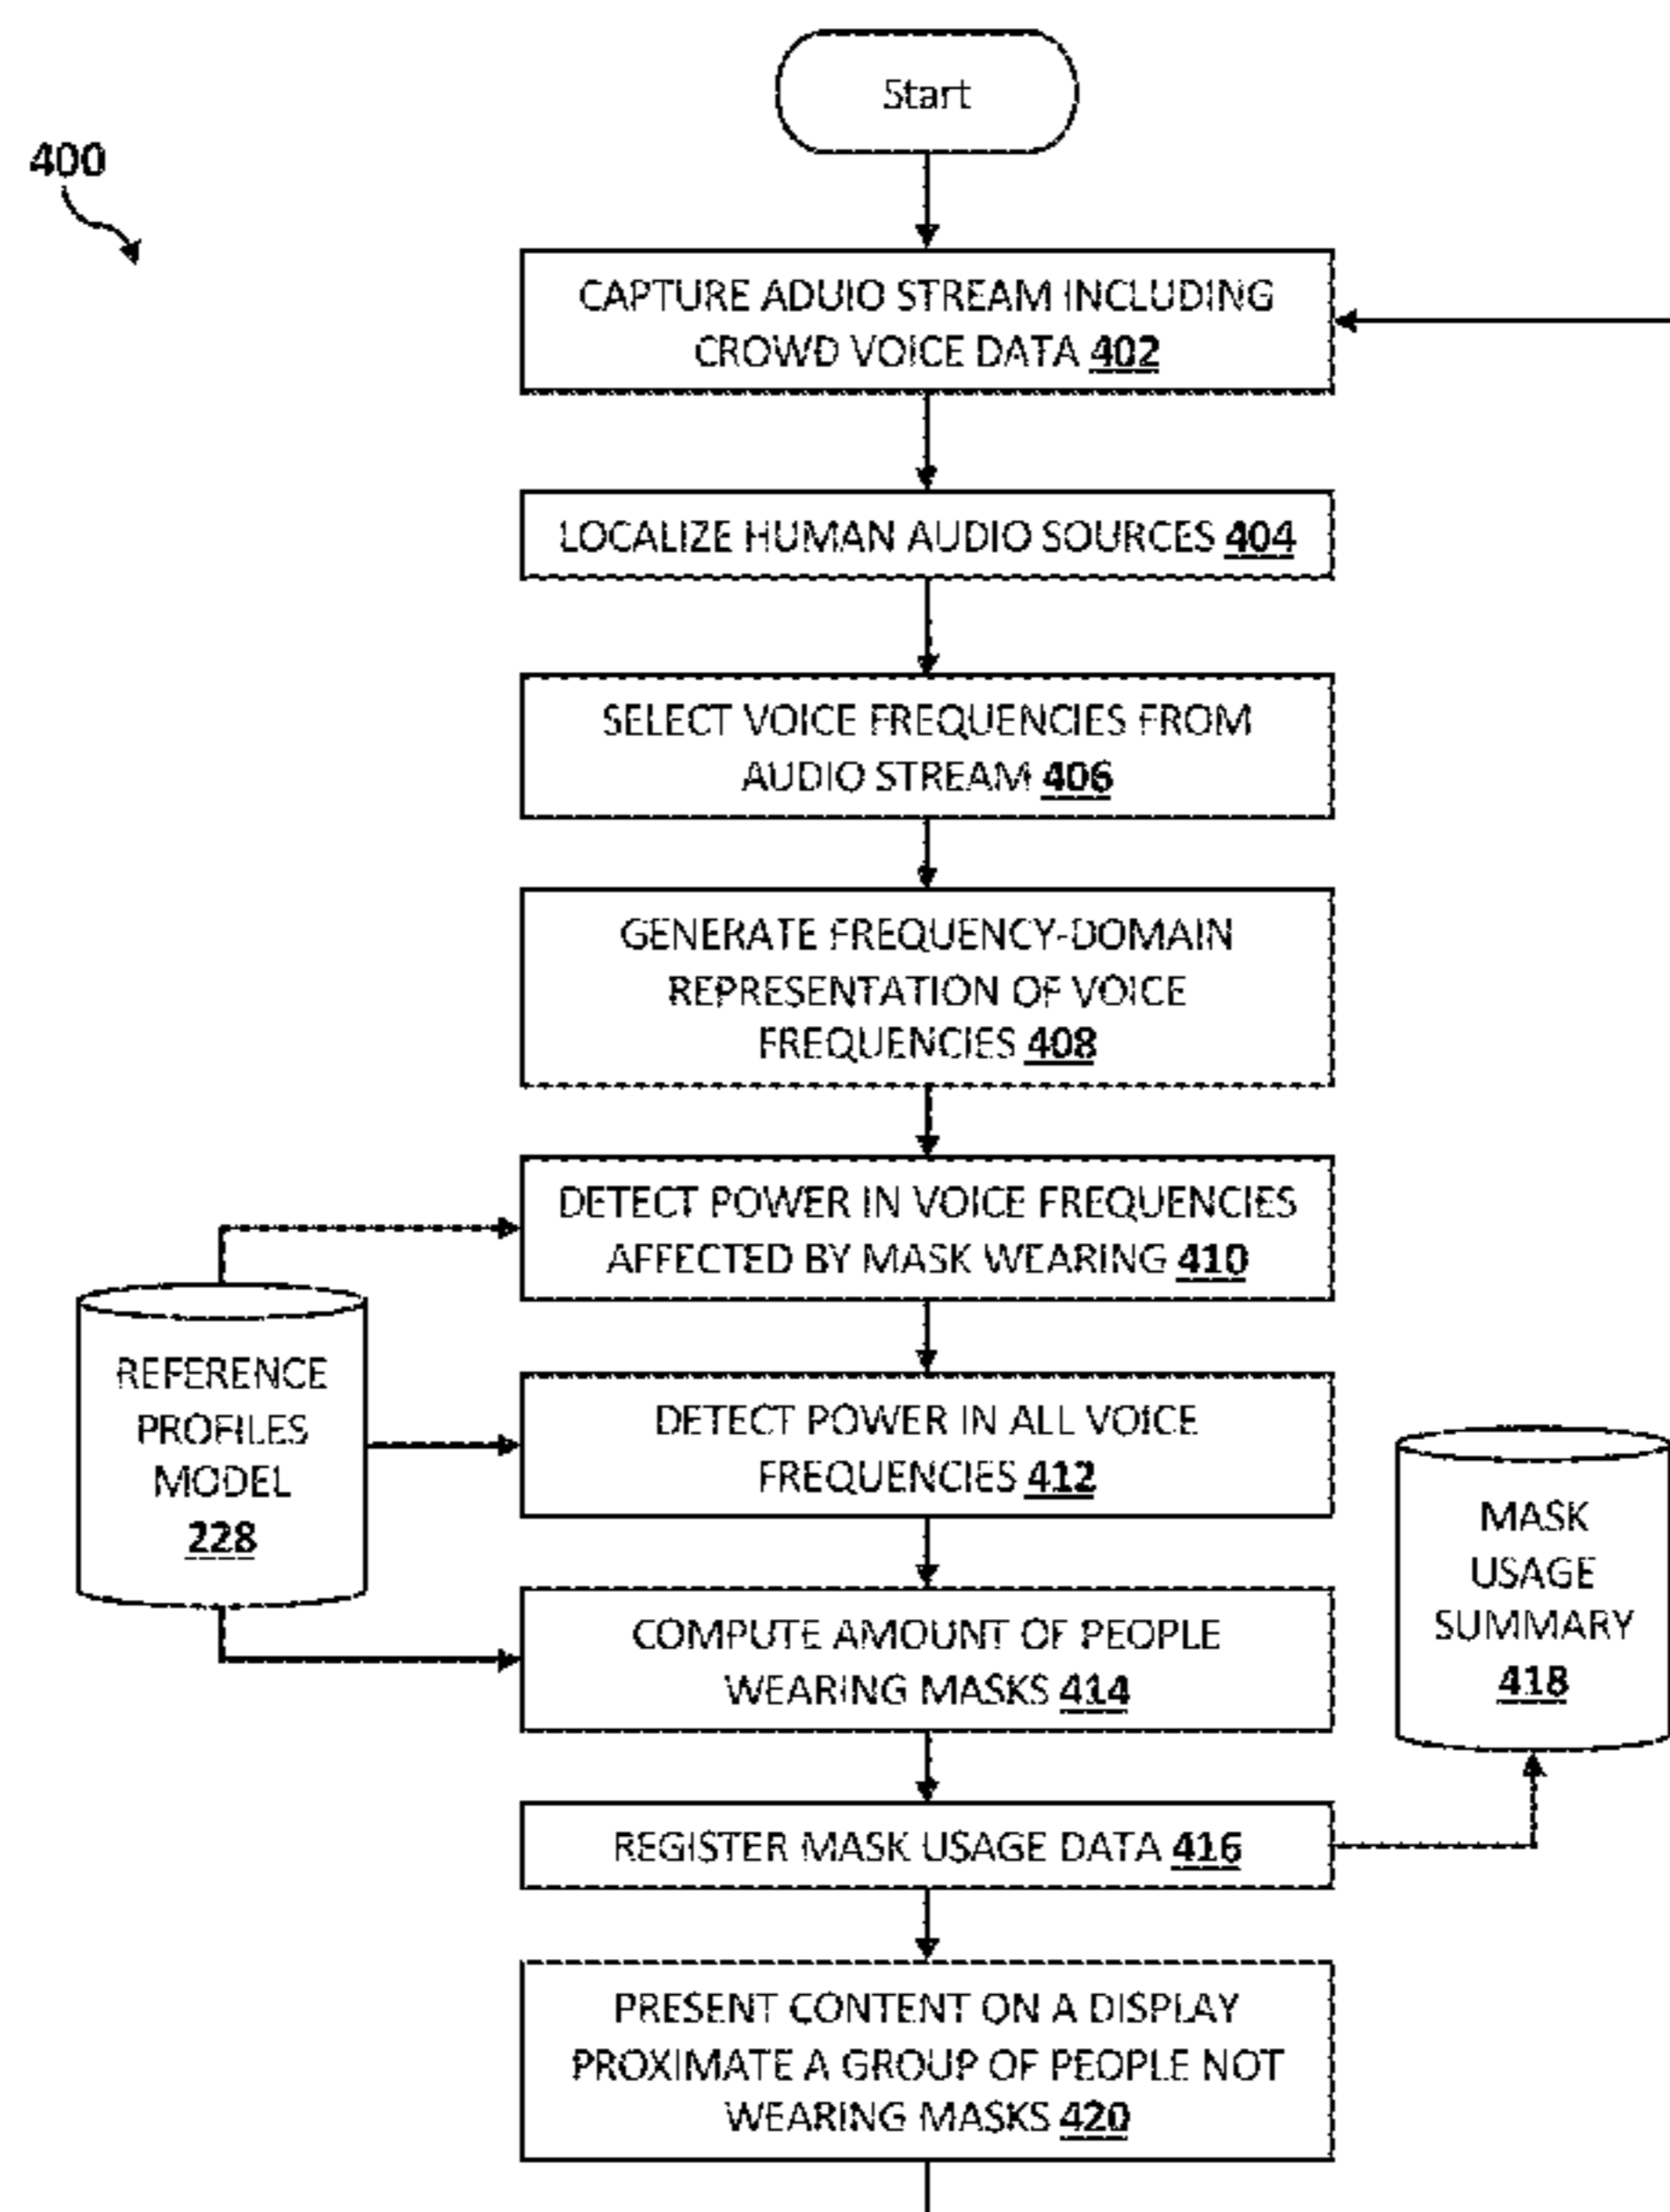 Start
400
CAPTURE ADUIO STREAM INCLUDING
CROWD VOICE DATA 402
LOCALIZE HUMAN AUDIO SOURCES 404
SELECT VOICE FREQUENCIES FROM
AUDIO STREAM 406
GENERATE FREQUENCY-DOMAIN
REPRESENTATION OF VOICE
FREQUENCIES 408
DETECT POWER IN VOICE FREQUENCIES
AFFECTED BY MASK WEARING 410
REFERENCE
PROFILES
MODEL
228
DETECT POWER IN ALL VOICE
FREQUENCIES 412
MASK
USAGE
SUMMARY
418
COMPUTE AMOUNT OF PEOPLE
WEARING MASKS 414
REGISTER MASK USAGE DATA 416
PRESENT CONTENT ON A DISPLAY
PROXIMATE A GROUP OF PEOPLE NOT
WEARING MASKS 420